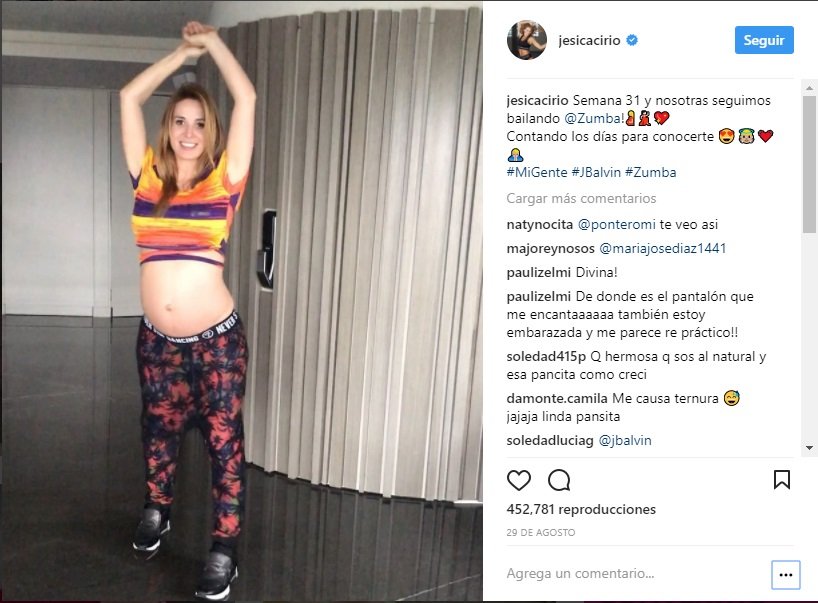 jesicacirio
Seguir
jesicacirio Semana 31 y nosotras seguimos
bailando @Zumba!💃💃💖
Contando los días para conocerte 😍👼❤️
🤱
#MiGente #JBalvin #Zumba
Cargar más comentarios
natynocita @ponteromi te veo asi
majoreynosos @mariajosediaz1441
paulizelmi Divina!
paulizelmi De donde es el pantalón que
me encantaaaaaa también estoy
embarazada y me parece re práctico!!
soledad415p Q hermosa q sos al natural y
esa pancita como creci
damonte.camila Me causa ternura 😅
jajaja linda pansita
soledadluciag @jbalvin
452,781 reproducciones
29 DE AGOSTO
Agrega un comentario...
DANCING
NEVER